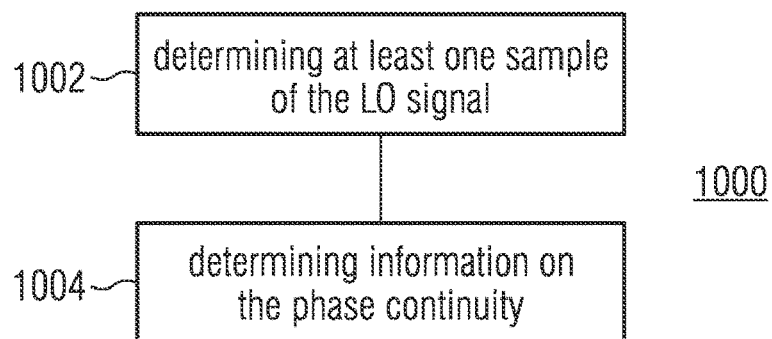 1002
determining at least one sample
of the LO signal
1000
1004
determining information on
the phase continuity